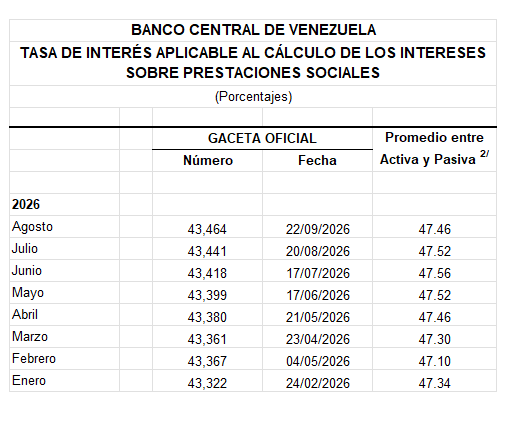 BANCO CENTRAL DE VENEZUELA
TASA DE INTERÉS APLICABLE AL CÁLCULO DE LOS INTERESES
SOBRE PRESTACIONES SOCIALES
(Porcentajes)
GACETA OFICIAL Promedio entre
Número Fecha Activa y Pasiva 2/
2026
Agosto 43,464 22/09/2026 47.46
Julio 43,441 20/08/2026 47.52
Junio 43,418 17/07/2026 47.56
Mayo 43,399 17/06/2026 47.52
Abril 43,380 21/05/2026 47.46
Marzo 43,361 23/04/2026 47.30
Febrero 43,367 04/05/2026 47.10
Enero 43,322 24/02/2026 47.34